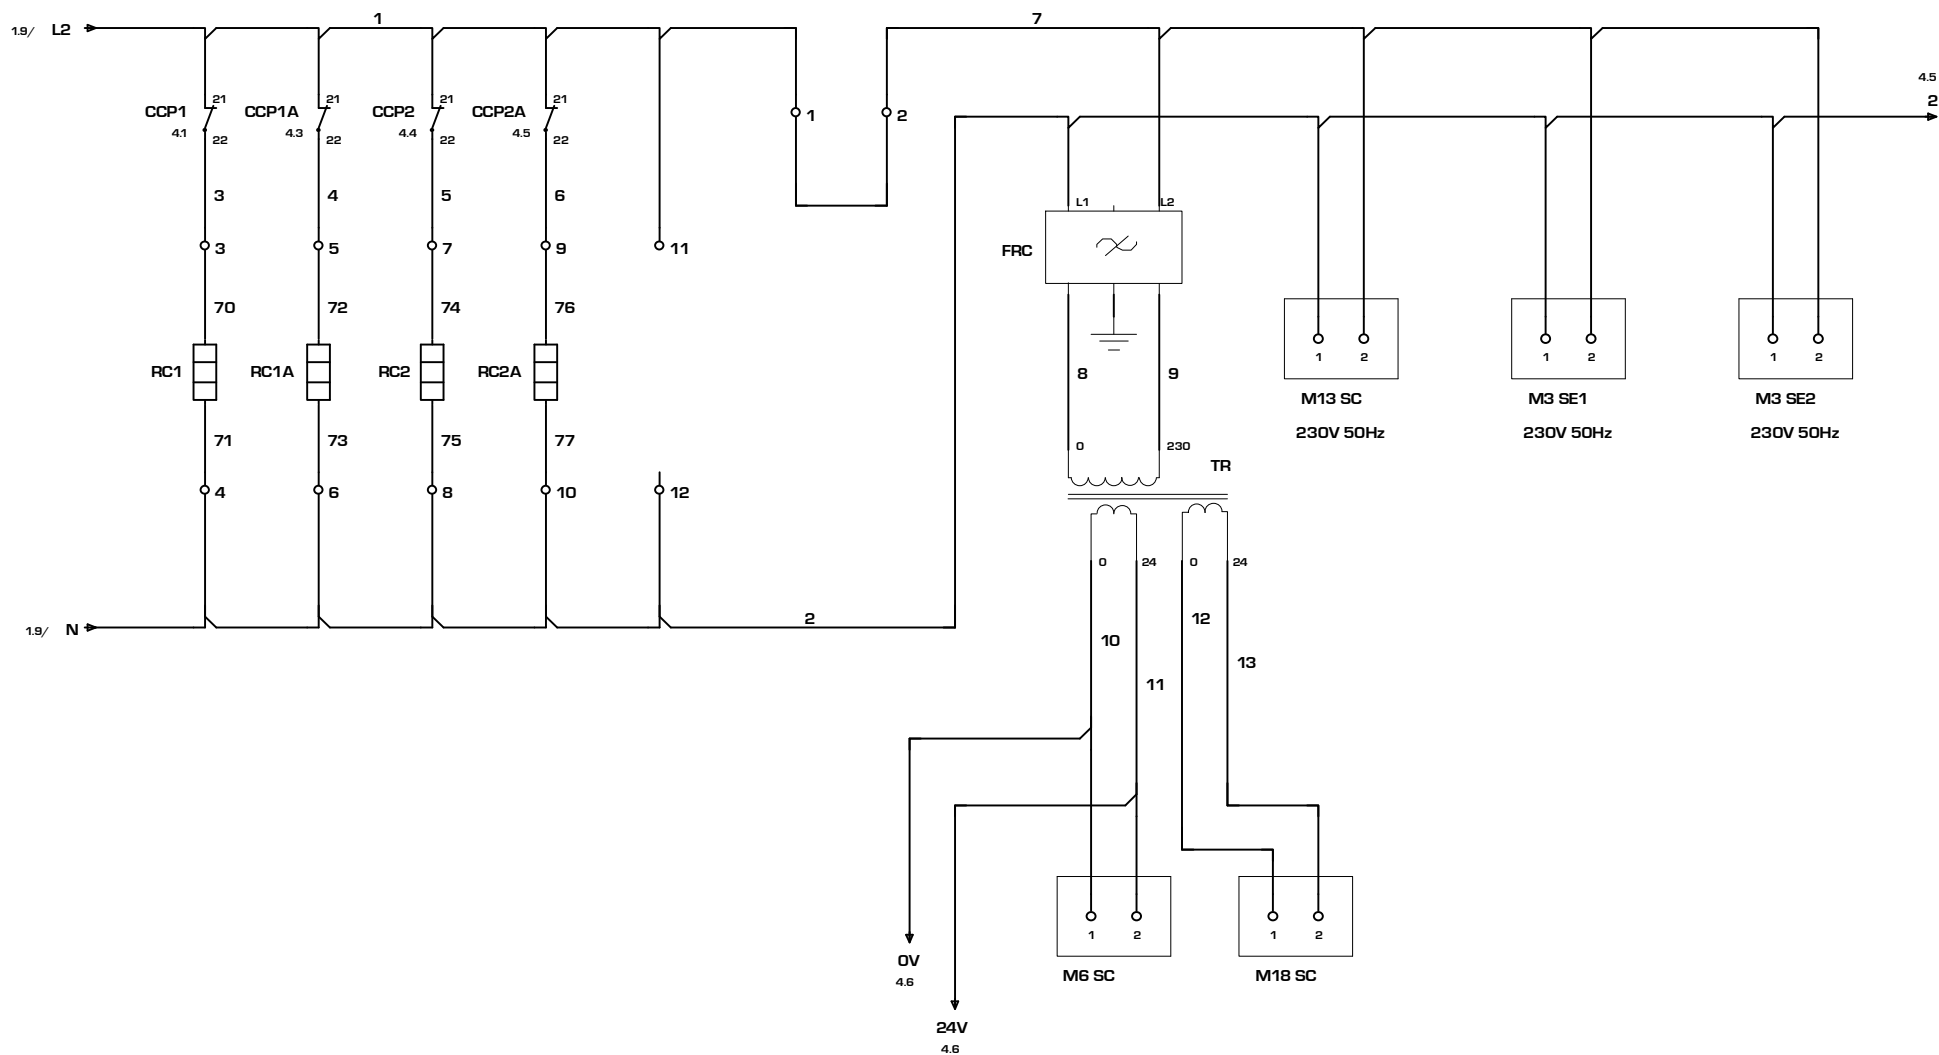 1 7
1.9/ L2
4.5
2
CCP1 21 CCP1A 21 CCP2 21 CCP2A 21
1 2
4.1 22 4.3 22 4.4 22 4.5 22
3 4 5 6
L1 L2
3 5 7 9 11
FRC
70 72 74 76
1 2 1 2 1 2
RC1 RC1A RC2 RC2A
8 9
M13 SC M3 SE1 M3 SE2
230V 50Hz 230V 50Hz 230V 50Hz
71 73 75 77
0 230
TR
4 6 8 10 12
0 24 0 24
2 12
1.9/ N
10
13
11
1 2 1 2
0V
M6 SC M18 SC
4.6
24V
4.6